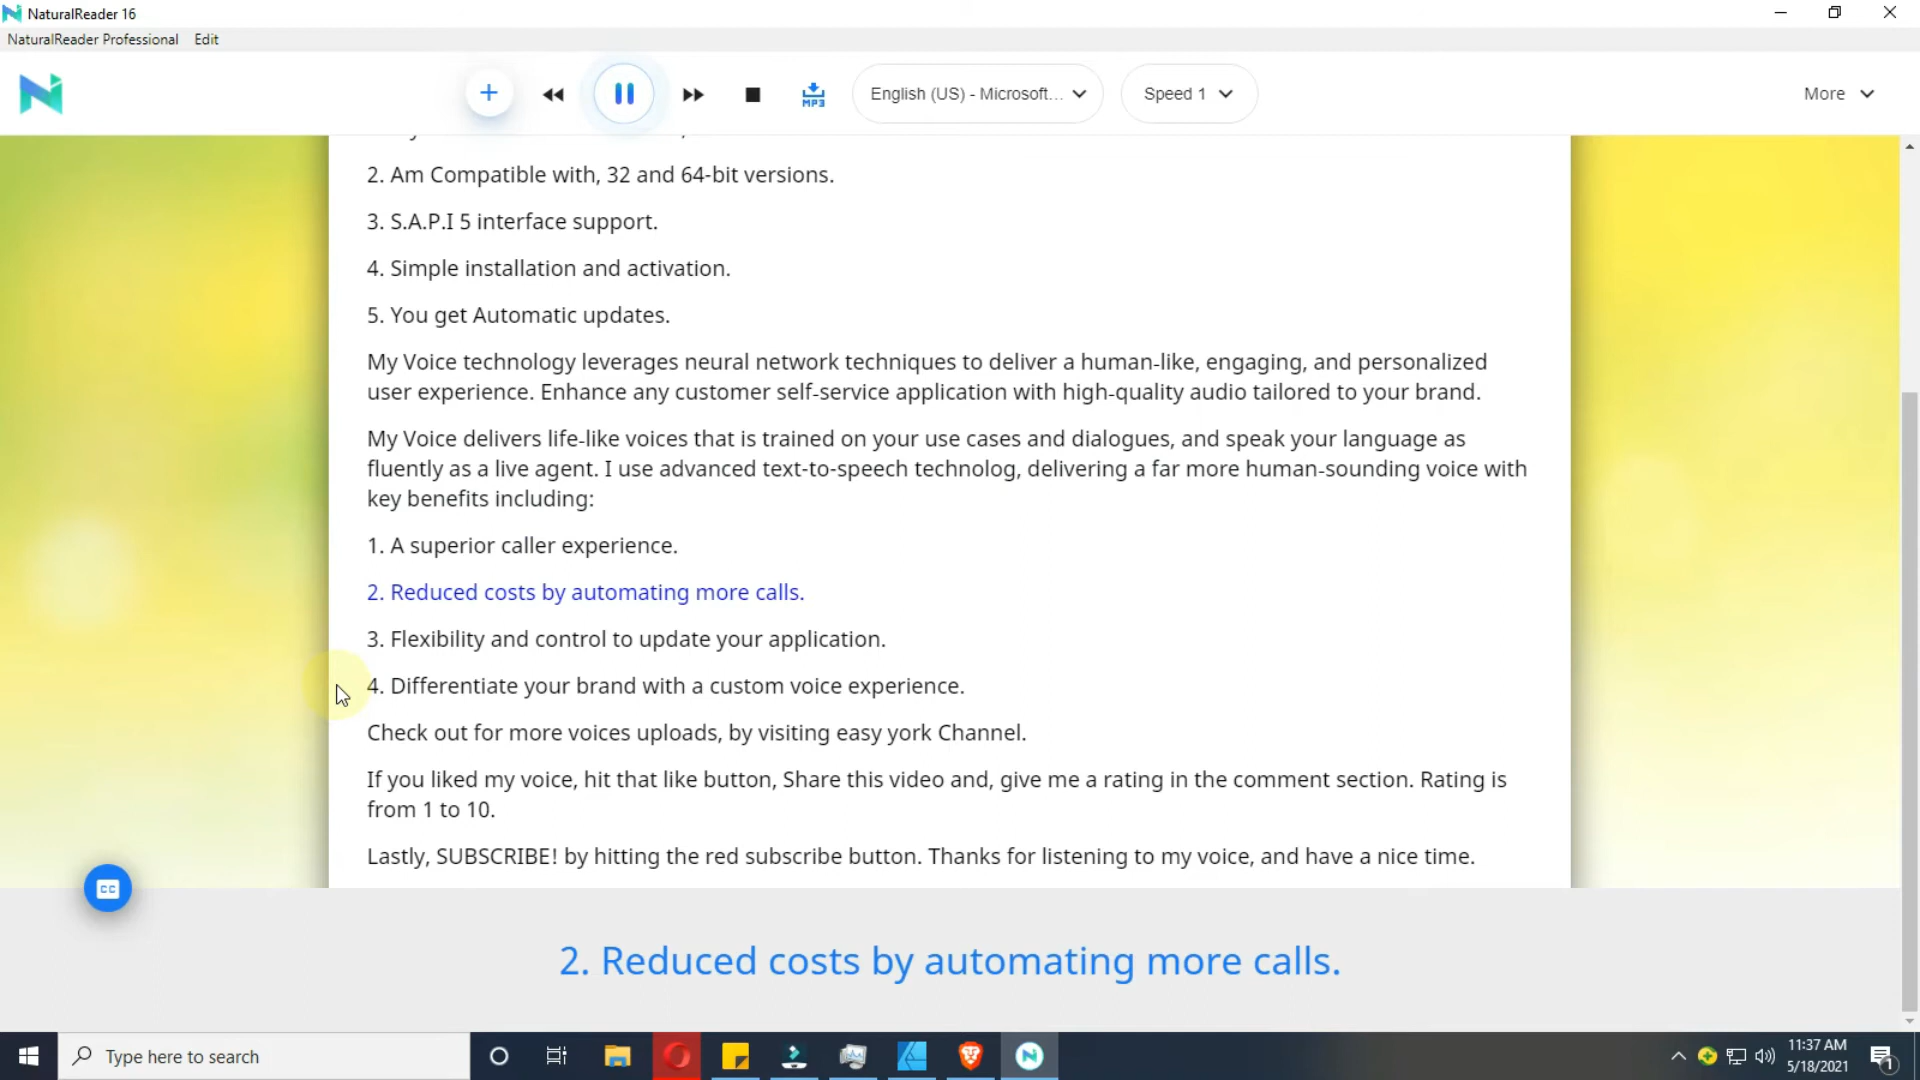 NaturalReader 16
NaturalReader Professional Edit
MP3
English (US) - Microsoft...
Speed 1
More
2. Am Compatible with, 32 and 64-bit versions.
3. S.A.P.I 5 interface support.
4. Simple installation and activation.
5. You get Automatic updates.
My Voice technology leverages neural network techniques to deliver a human-like, engaging, and personalized
user experience. Enhance any customer self-service application with high-quality audio tailored to your brand.
My Voice delivers life-like voices that is trained on your use cases and dialogues, and speak your language as
fluently as a live agent. I use advanced text-to-speech technolog, delivering a far more human-sounding voice with
key benefits including:
1. A superior caller experience.
2. Reduced costs by automating more calls.
3. Flexibility and control to update your application.
4. Differentiate your brand with a custom voice experience.
Check out for more voices uploads, by visiting easy york Channel.
If you liked my voice, hit that like button, Share this video and, give me a rating in the comment section. Rating is
from 1 to 10.
Lastly, SUBSCRIBE! by hitting the red subscribe button. Thanks for listening to my voice, and have a nice time.
CC
2. Reduced costs by automating more calls.
Type here to search
11:37 AM
5/18/2021
1